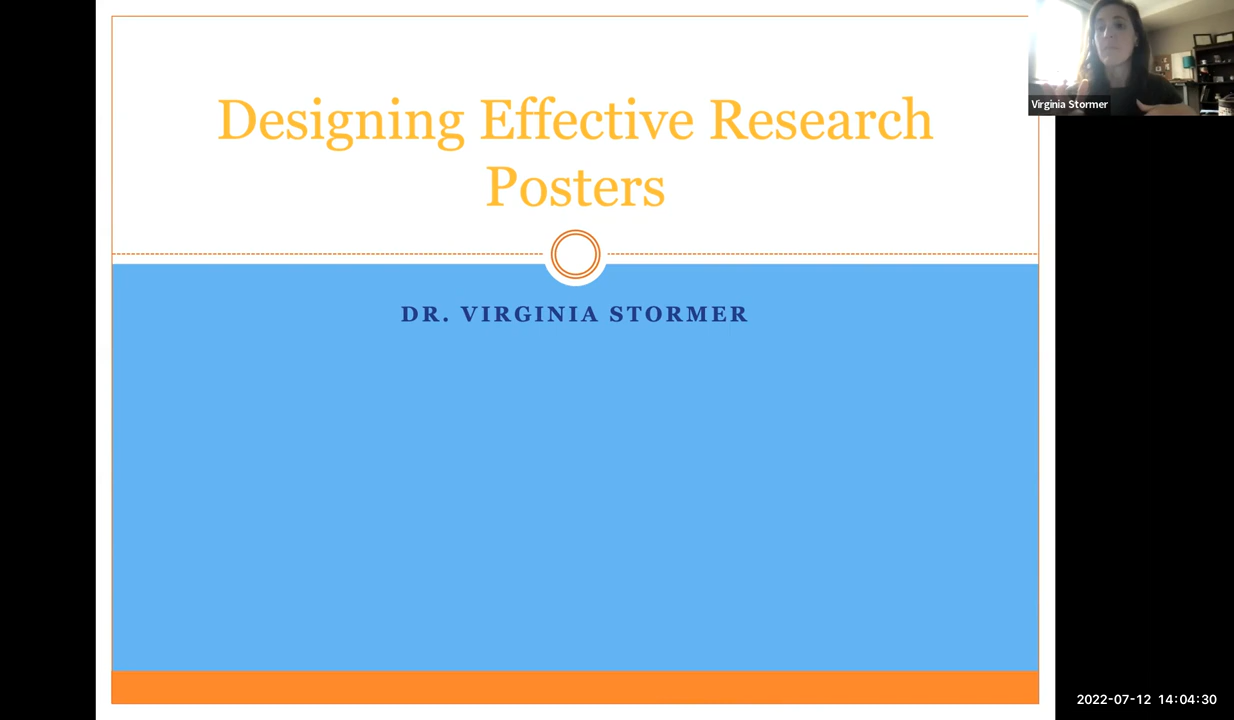 Designing Effective Research
Posters
DR. VIRGINIA STORMER
Virginia Stormer
2022-07-12 14:04:30